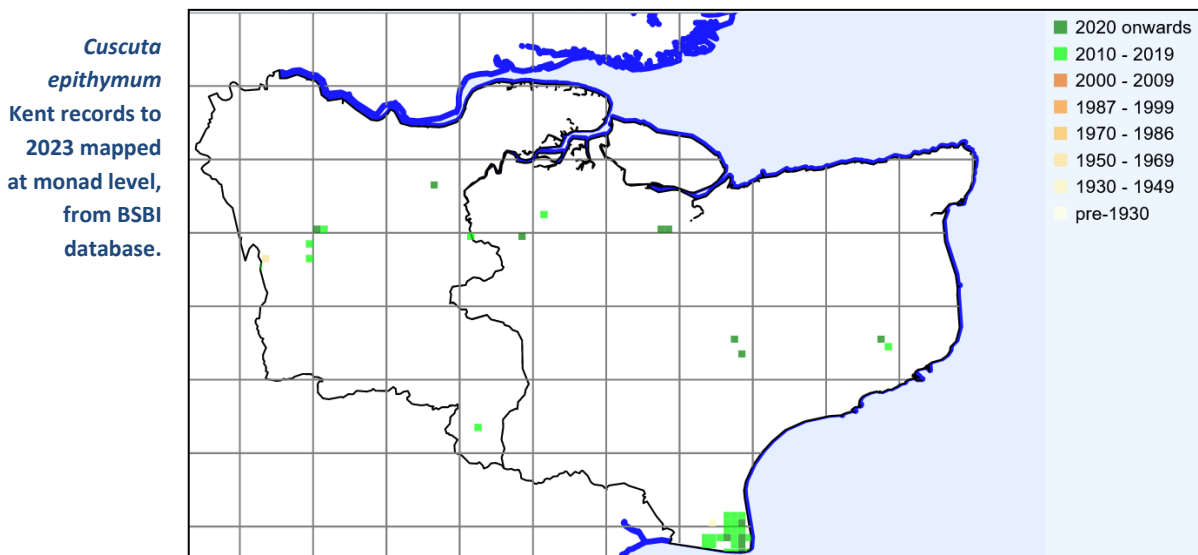 Cuscuta
epithymum
Kent records to
2023 mapped
at monad level,
from BSBI
database.
2020 onwards
2010 - 2019
2000 - 2009
1987 - 1999
1970 - 1986
1950 - 1969
1930 - 1949
pre-1930